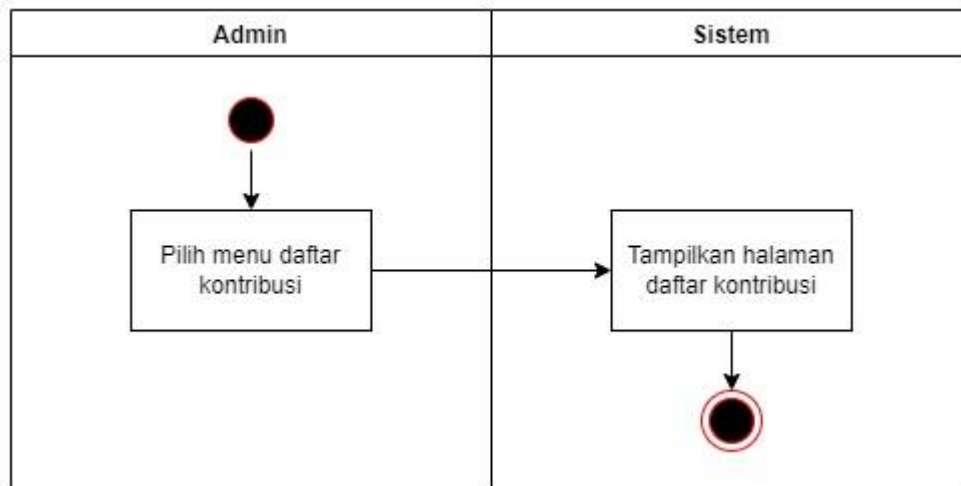 Admin
Sistem
Pilih menu daftar
kontribusi
Tampilkan halaman
daftar kontribusi